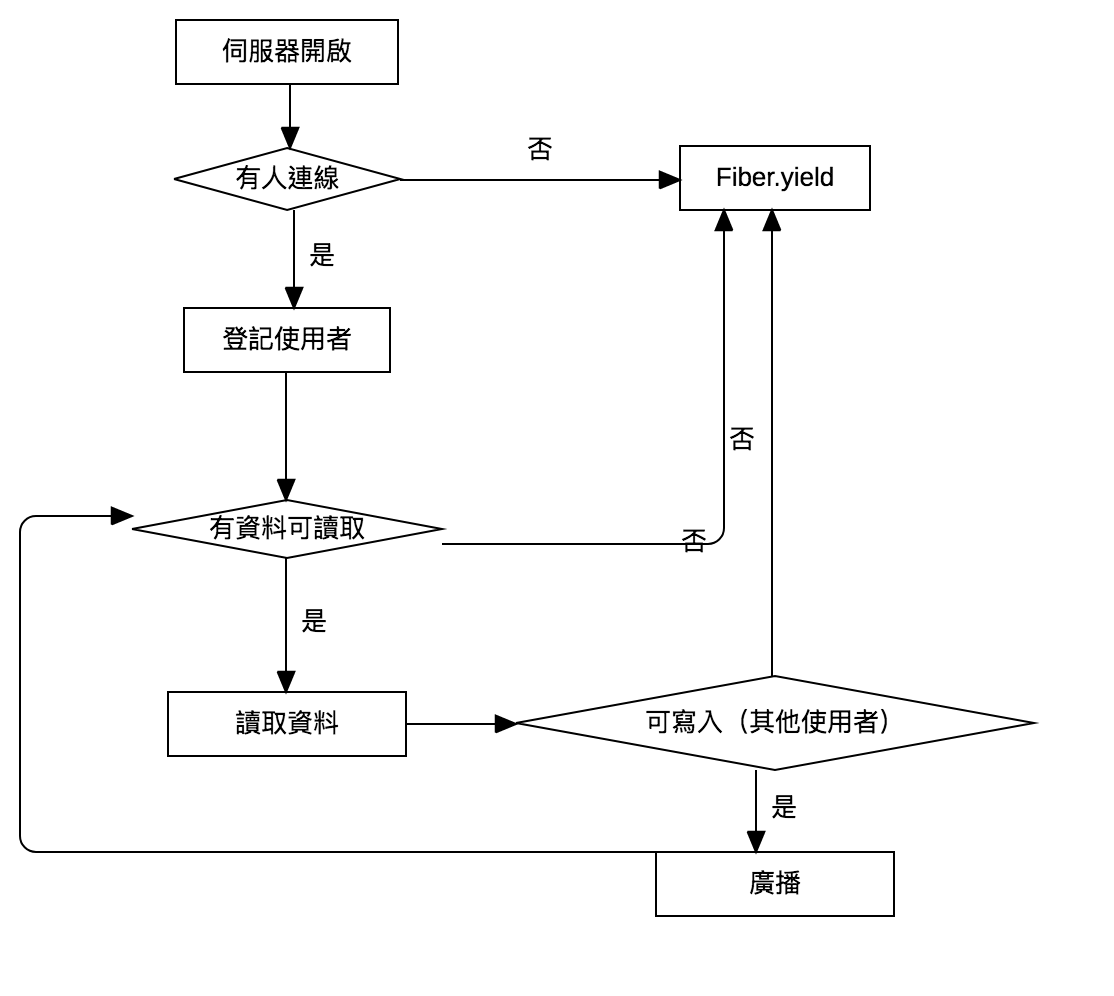 伺服器開啟
有人連線
否
Fiber.yield
是
登記使用者
否
有資料可讀取
否
是
讀取資料
可寫入（其他使用者）
是
廣播